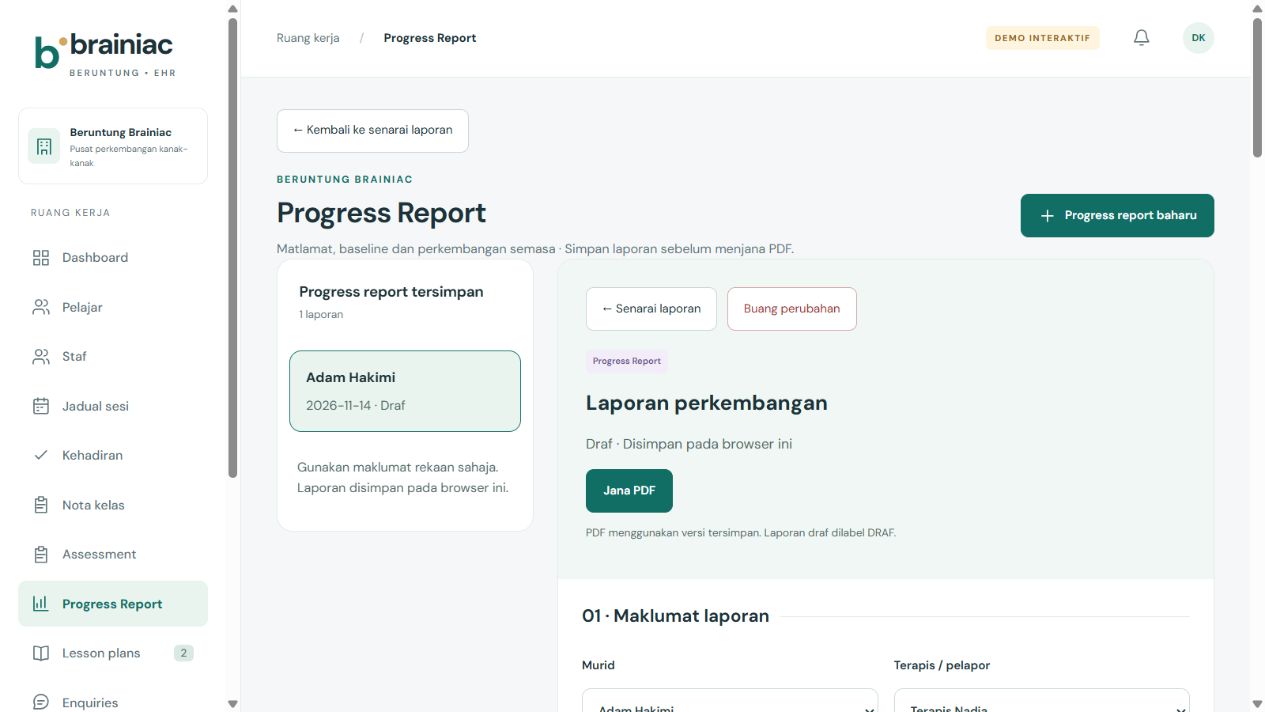 brainiac
BERUNTUNG • EHR
Beruntung Brainiac
Pusat perkembangan kanak-
kanak
RUANG KERJA
Dashboard
Pelajar
Staf
Jadual sesi
Kehadiran
Nota kelas
Assessment
Progress Report
Lesson plans 2
Enquiries
Ruang kerja / Progress Report
DEMO INTERAKTIF
DK
← Kembali ke senarai laporan
BERUNTUNG BRAINIAC
Progress Report
Matlamat, baseline dan perkembangan semasa · Simpan laporan sebelum menjana PDF.
+ Progress report baharu
Progress report tersimpan
1 laporan
Adam Hakimi
2026-11-14 · Draf
Gunakan maklumat rekaan sahaja.
Laporan disimpan pada browser ini.
← Senarai laporan
Buang perubahan
Progress Report
Laporan perkembangan
Draf · Disimpan pada browser ini
Jana PDF
PDF menggunakan versi tersimpan. Laporan draf dilabel DRAF.
01 · Maklumat laporan
Murid
Terapis / pelapor
Adam Hakimi
Terapis Nadia